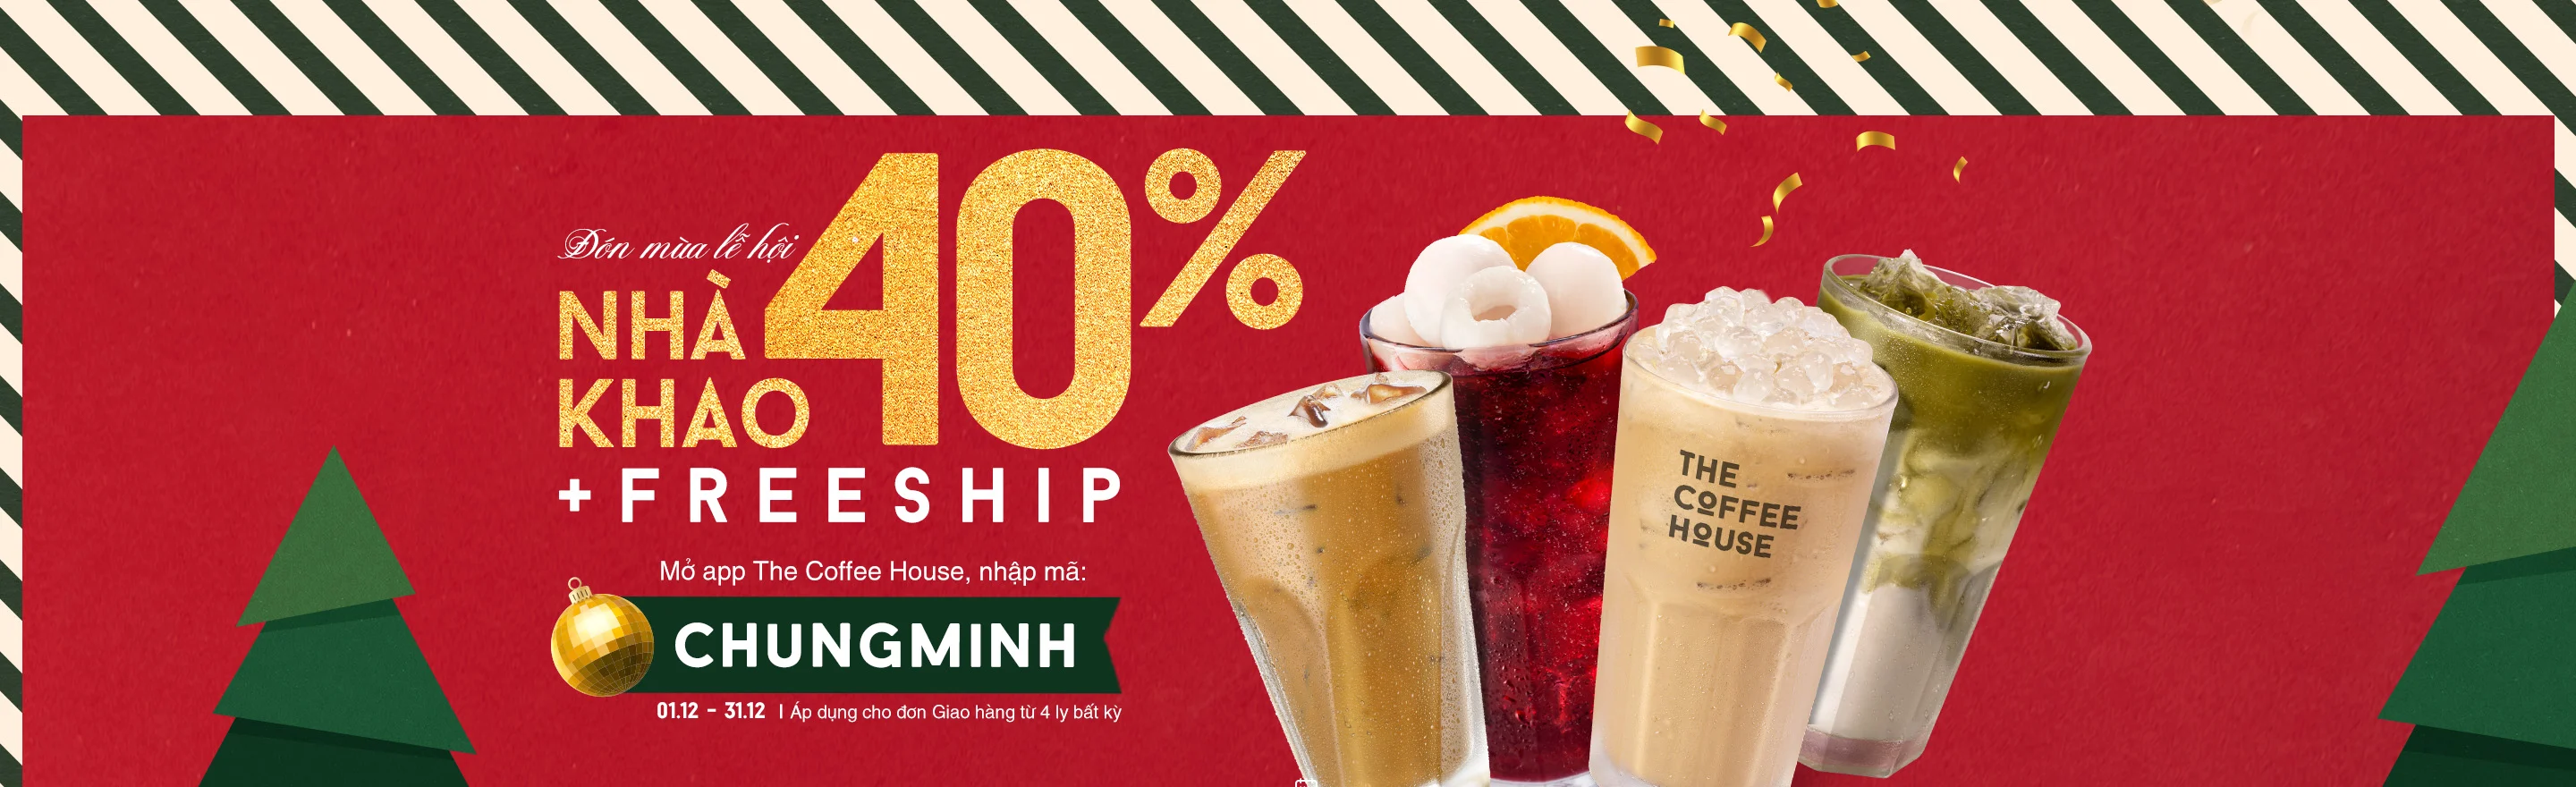 Đón mùa lễ hội
NHÀ
KHAO
40%
+FREESHIP
Mở app The Coffee House, nhập mã:
CHUNGMINH
01.12 - 31.12 | Áp dụng cho đơn Giao hàng từ 4 ly bất kỳ
THE
COFFEE
HOUSE